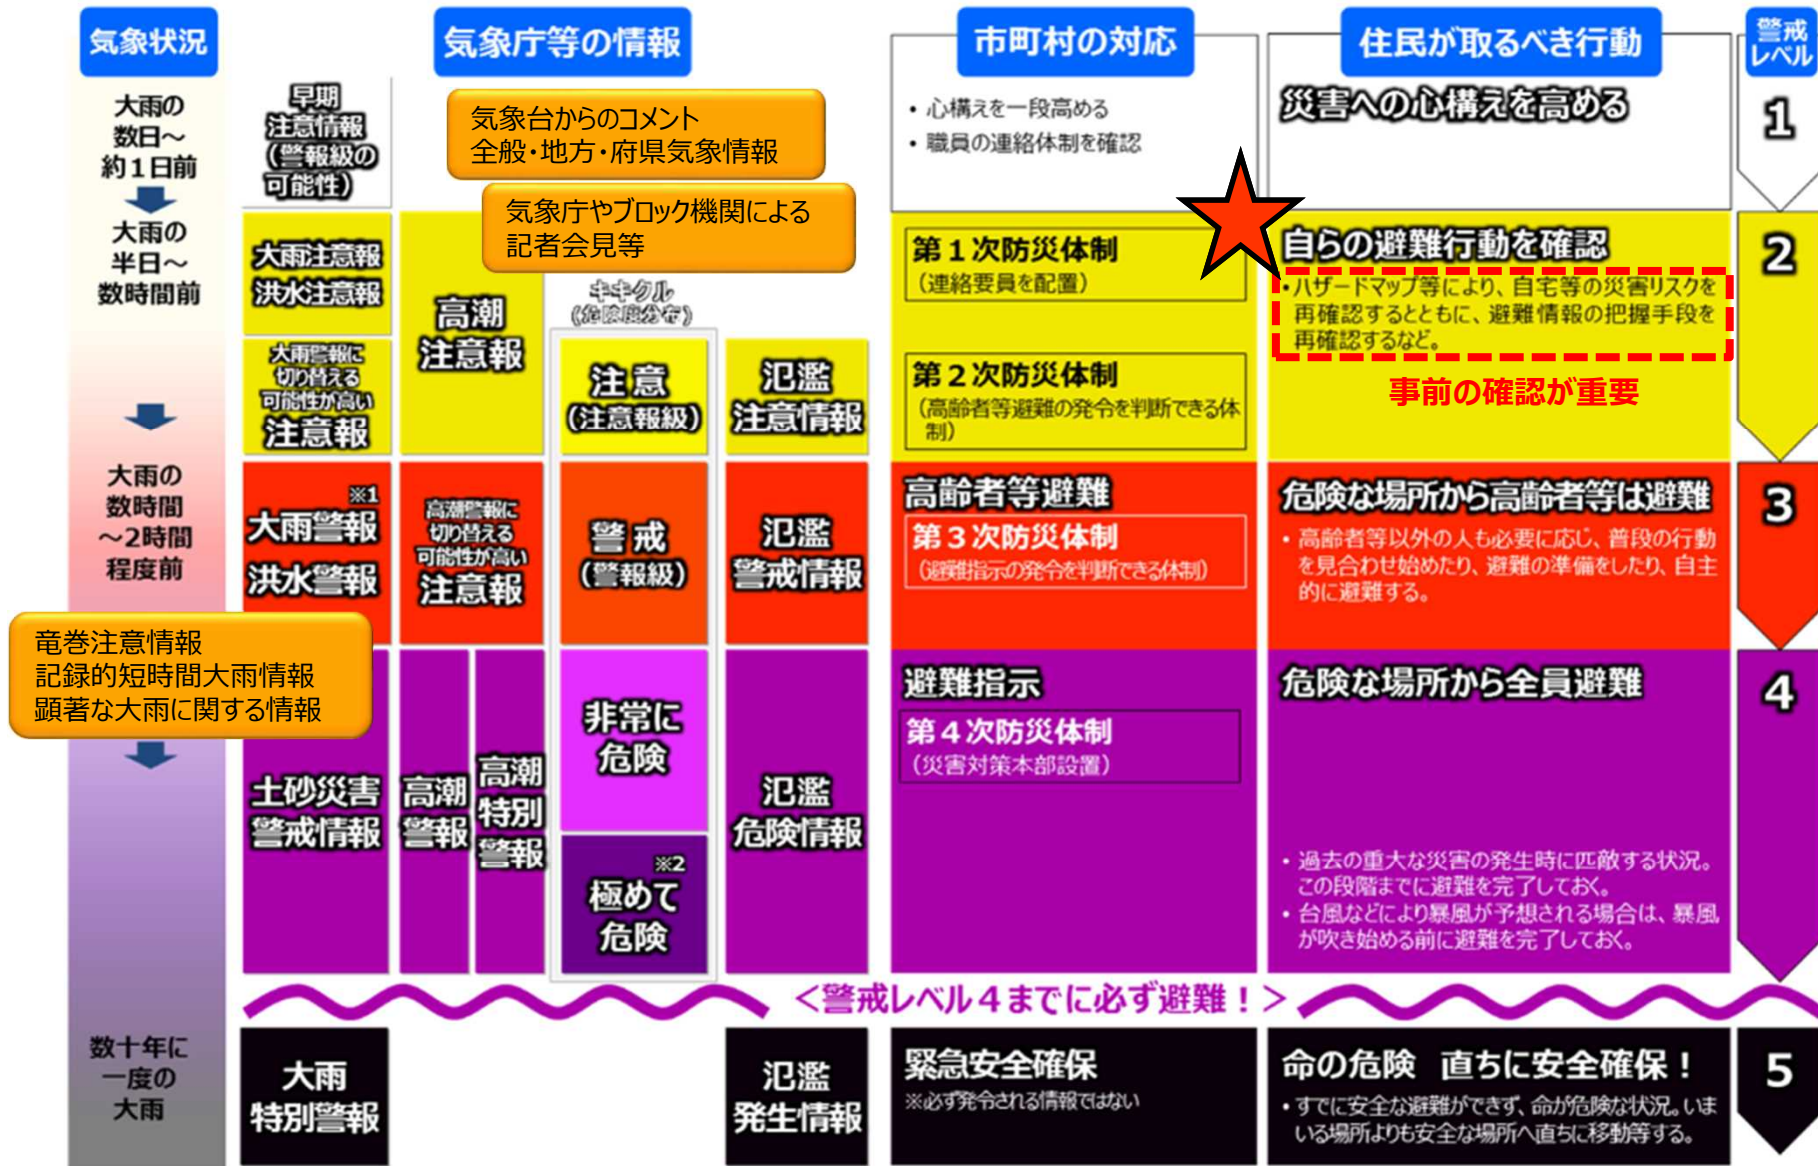 気象状況
気象庁等の情報
市町村の対応
住民が取るべき行動
警戒
レベル
大雨の
数日～
約１日前
早期
注意情報
（警報級の
可能性）
気象台からのコメント
全般・地方・府県気象情報
・心構えを一段高める
・職員の連絡体制を確認
災害への心構えを高める
1
気象庁やブロック機関による
記者会見等
大雨の
半日～
数時間前
大雨注意報
洪水注意報
高潮
注意報
キキクル
（危険度分布）
第１次防災体制
（連絡要員を配置）
自らの避難行動を確認
・ハザードマップ等により、自宅等の災害リスクを
再確認するとともに、避難情報の把握手段を
再確認するなど。
事前の確認が重要
2
大雨警報に
切り替える
可能性が高い
注意報
注意
（注意報級）
氾濫
注意情報
第２次防災体制
（高齢者等避難の発令を判断できる体
制）
大雨の
数時間
～2時間
程度前
※1
大雨警報
洪水警報
高潮警報に
切り替える
可能性が高い
注意報
警戒
（警報級）
氾濫
警戒情報
高齢者等避難
第３次防災体制
（避難指示の発令を判断できる体制）
危険な場所から高齢者等は避難
・高齢者等以外の人も必要に応じ、普段の行動
を見合わせ始めたり、避難の準備をしたり、自主
的に避難する。
3
竜巻注意情報
記録的短時間大雨情報
顕著な大雨に関する情報
土砂災害
警戒情報
高潮
警報
高潮
特別
警報
非常に
危険
※2
極めて
危険
氾濫
危険情報
避難指示
第４次防災体制
（災害対策本部設置）
危険な場所から全員避難
・過去の重大な災害の発生時に匹敵する状況。
この段階までに避難を完了しておく。
・台風などにより暴風が予想される場合は、暴風
が吹き始める前に避難を完了しておく。
4
＜警戒レベル４までに必ず避難！＞
数十年に
一度の
大雨
大雨
特別警報
氾濫
発生情報
緊急安全確保
※必ず発令される情報ではない
命の危険 直ちに安全確保！
・すでに安全な避難ができず、命が危険な状況。いま
いる場所よりも安全な場所へ直ちに移動等する。
5